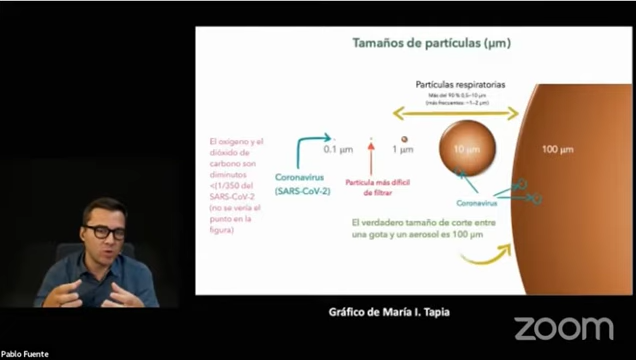 Tamaños de partículas (µm)
Partículas respiratorias
Más del 90 % 0,5–10 µm
(más frecuentes: ~1–2 µm)
El oxígeno y el
dióxido de
carbono son
diminutos
<(1/350 del
SARS-CoV-2
(no se vería el
punto en la
figura)
0.1 µm
1 µm
10 µm
100 µm
Coronavirus
(SARS-CoV-2)
Partícula más difícil
de filtrar
Coronavirus
El verdadero tamaño de corte entre
una gota y un aerosol es 100 µm
Gráfico de María I. Tapia
zoom
Pablo Fuente